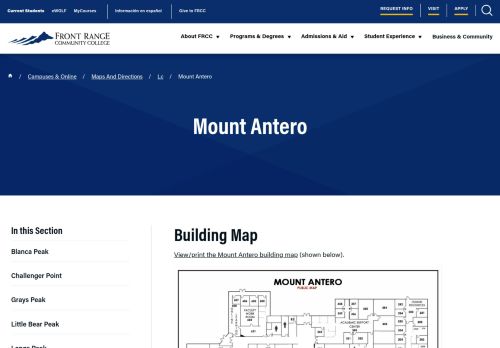 Current Students eWOLF MyCourses Información en español Give to FRCC REQUEST INFO VISIT APPLY
FRONT RANGE
COMMUNITY COLLEGE
About FRCC Programs & Degrees Admissions & Aid Student Experience Business & Community
/ Campuses & Online / Maps And Directions / Lc / Mount Antero
Mount Antero
In this Section
Blanca Peak
Challenger Point
Grays Peak
Little Bear Peak
Longs Peak
Building Map
View/print the Mount Antero building map (shown below).
MOUNT ANTERO
PUBLIC MAP
ACADEMIC SUPPORT
CENTER